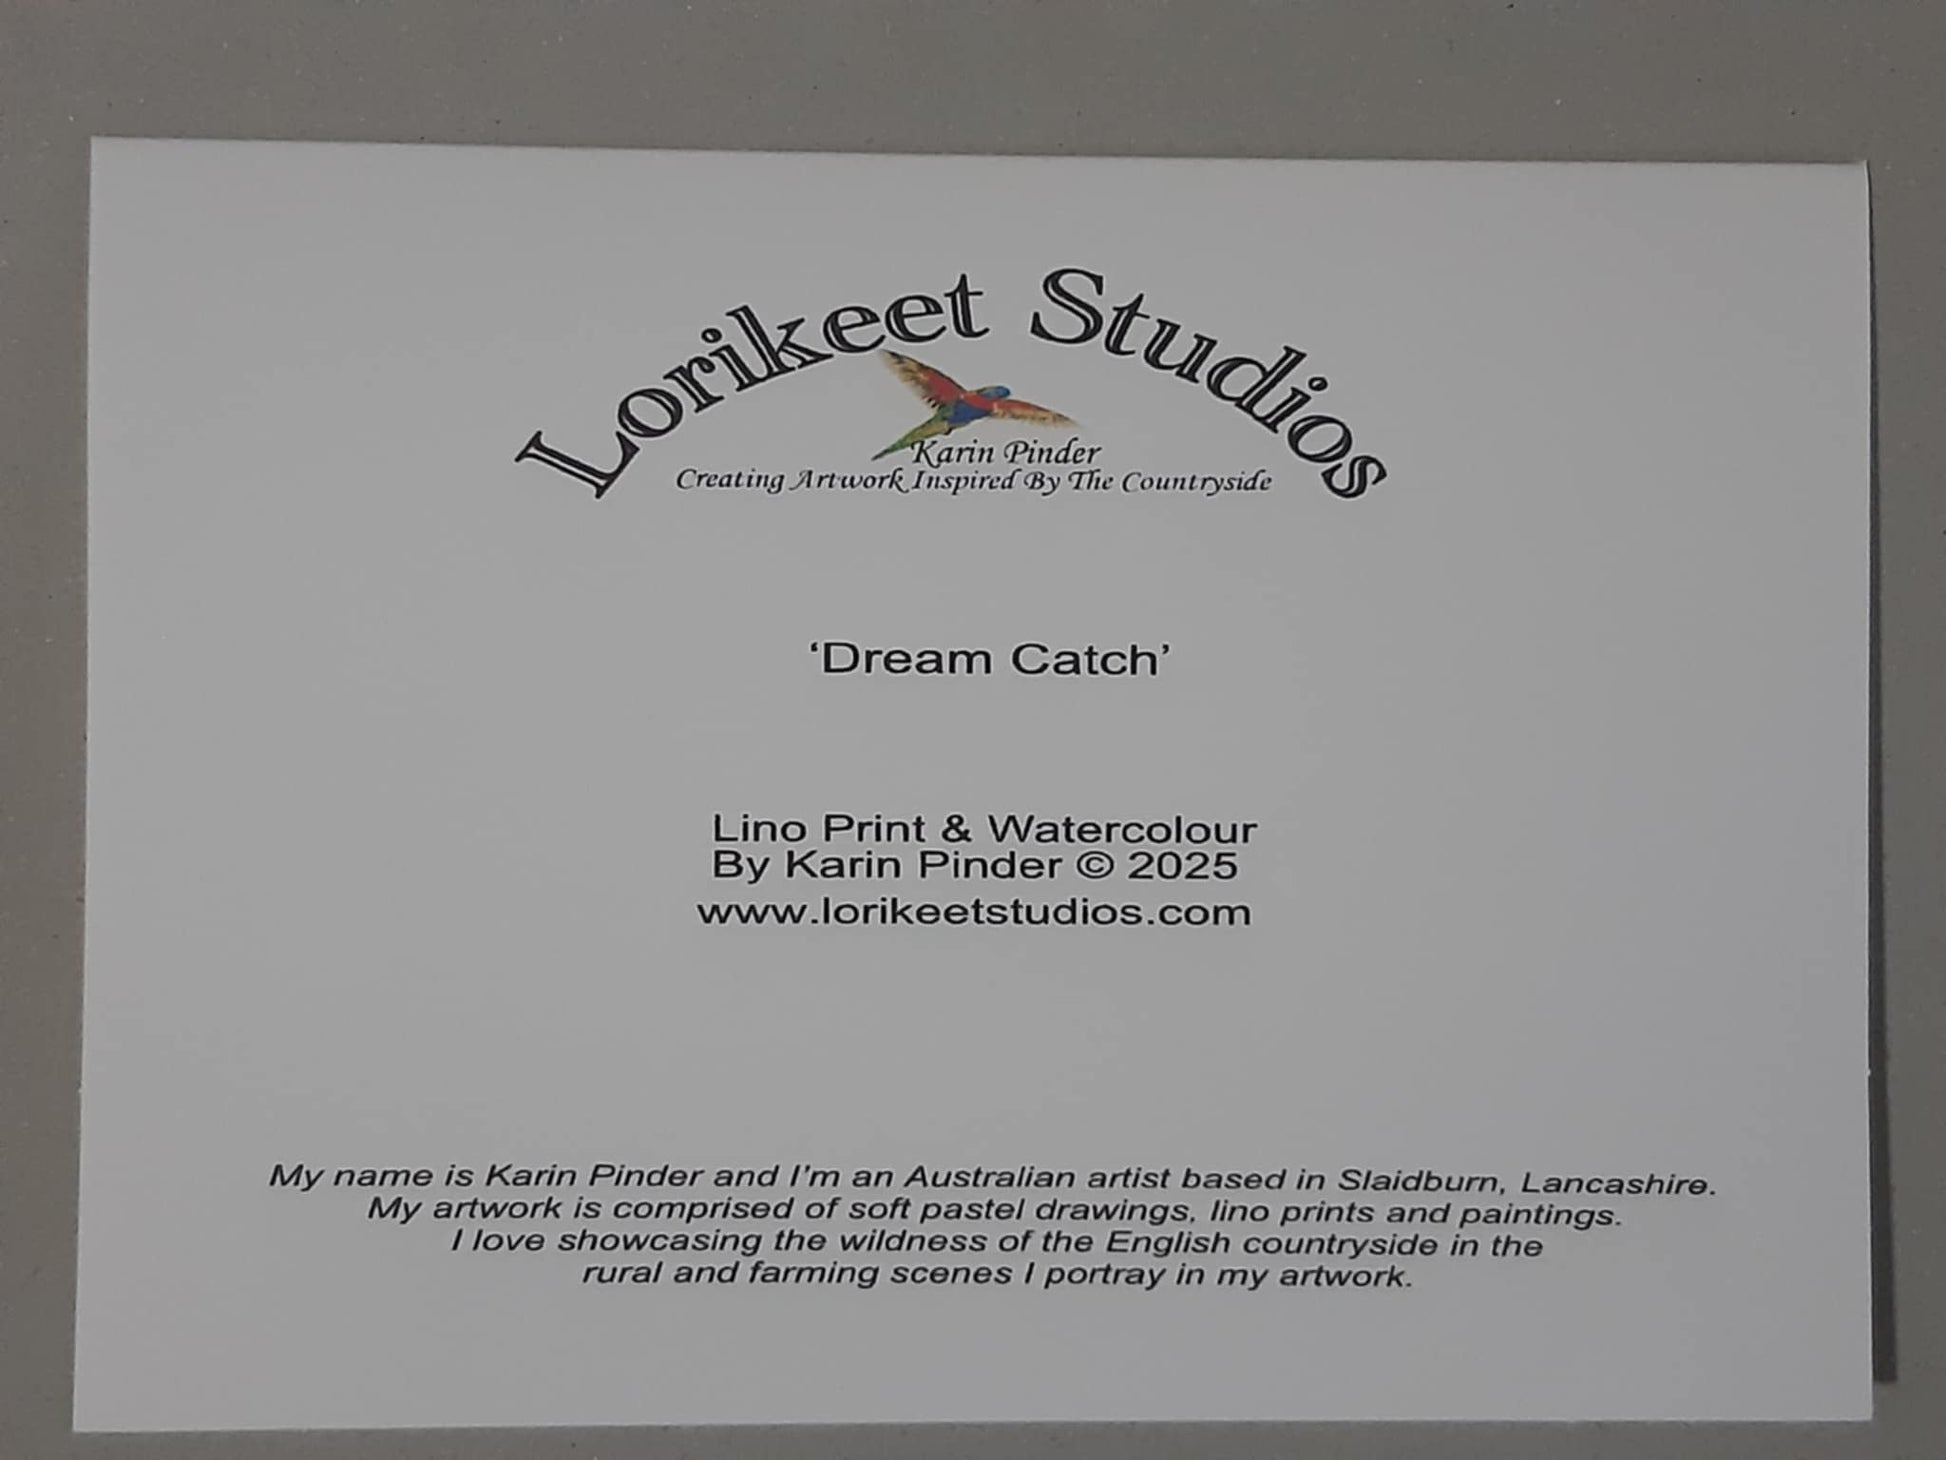 Lorikeet Studios
Karin Pinder
Creating Artwork Inspired By The Countryside
‘Dream Catch’
Lino Print & Watercolour
By Karin Pinder © 2025
www.lorikeetstudios.com
My name is Karin Pinder and I'm an Australian artist based in Slaidburn, Lancashire.
My artwork is comprised of soft pastel drawings, lino prints and paintings.
I love showcasing the wildness of the English countryside in the
rural and farming scenes I portray in my artwork.